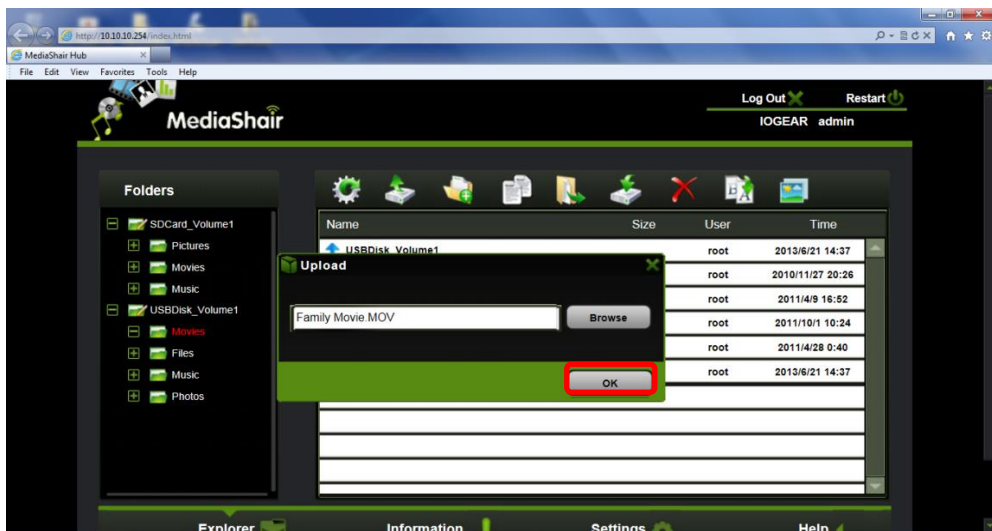 http://10.10.10.254/index.html
MediaShair Hub
File Edit View Favorites Tools Help
MediaShair
Log Out Restart
IOGEAR admin
Folders
SDCard_Volume1
Pictures
Movies
Music
USBDisk_Volume1
Movies
Files
Music
Photos
Name Size User Time
USBDisk_Volume1 root 2013/6/21 14:37
root 2010/11/27 20:26
root 2011/4/9 16:52
root 2011/10/1 10:24
root 2011/4/28 0:40
root 2013/6/21 14:37
Upload
Family Movie.MOV Browse
OK
Explorer Information Settings Help